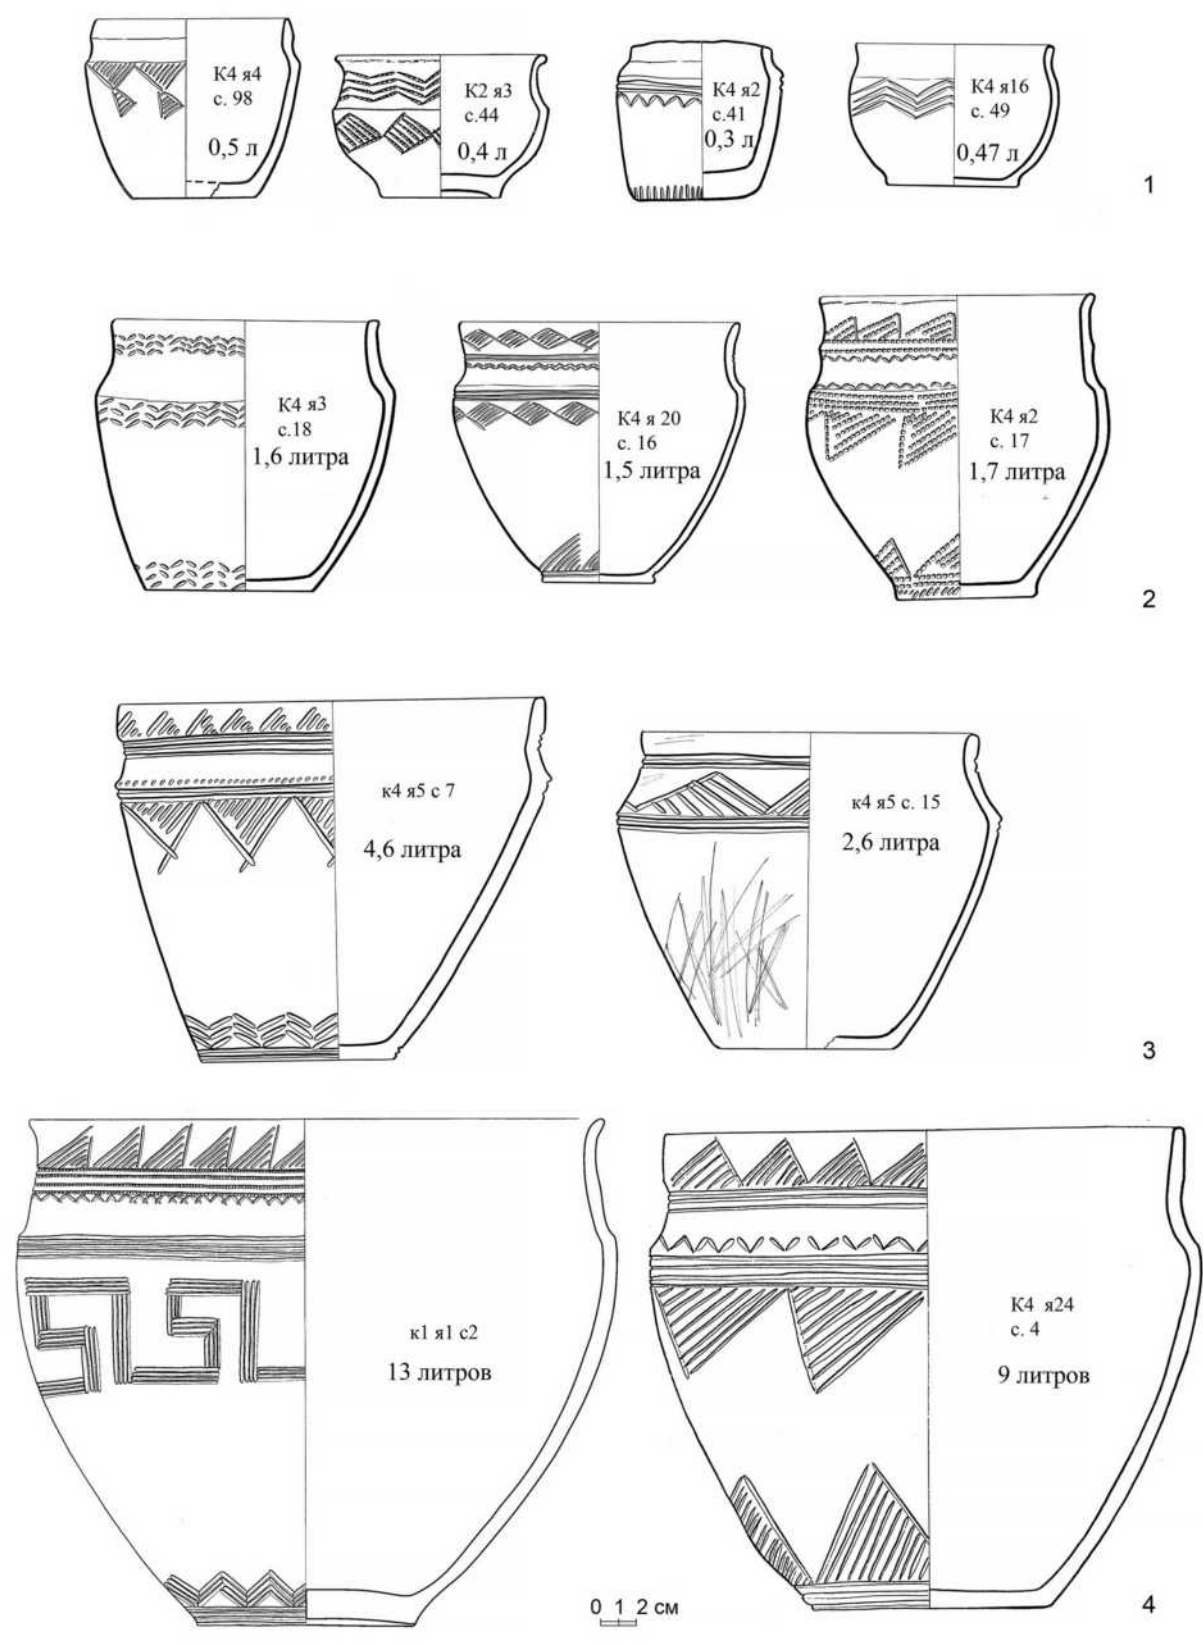 К4 я4
с. 98
0,5 л
К2 я3
с.44
0,4 л
К4 я2
с.41
0,3 л
К4 я16
с. 49
0,47 л
1
К4 я3
с.18
1,6 литра
К4 я 20
с. 16
1,5 литра
К4 я2
с. 17
1,7 литра
2
к4 я5 с 7
4,6 литра
к4 я5 с. 15
2,6 литра
3
к1 я1 с2
13 литров
К4 я24
с. 4
9 литров
0 1 2 см
4